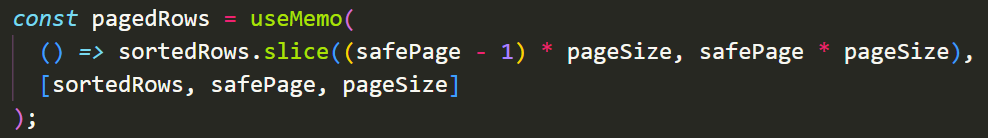 const pagedRows = useMemo(
  () => sortedRows.slice((safePage - 1) * pageSize, safePage * pageSize),
  [sortedRows, safePage, pageSize]
);